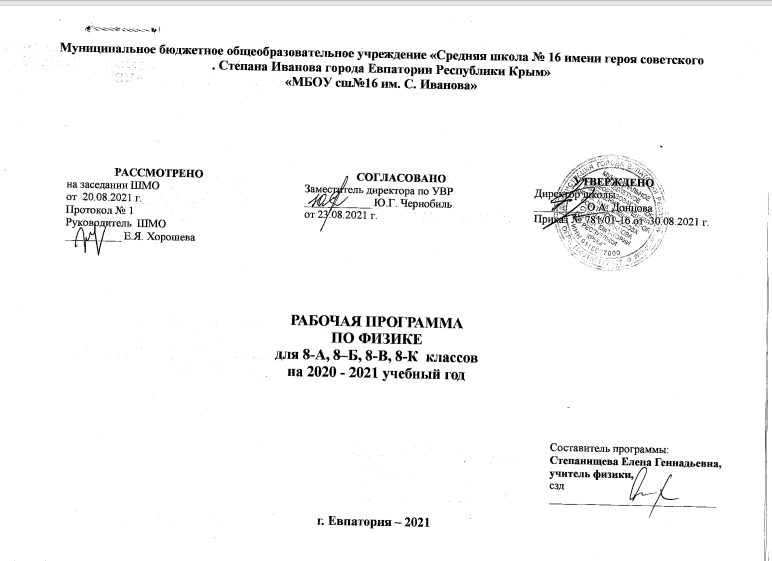 Муниципальное бюджетное общеобразовательное учреждение «Средняя школа № 16 имени героя советского
. Степана Иванова города Евпатории Республики Крым»
«МБОУ сш№16 им. С. Иванова»
РАССМОТРЕНО
на заседании ШМО
от 20.08.2021 г.
Протокол № 1
Руководитель ШМО
Е.Я. Хорошева
СОГЛАСОВАНО
Заместитель директора по УВР
Ю.Г. Чернобиль
от 23.08.2021 г.
УТВЕРЖДЕНО
Директор школы
О.А. Донцова
Приказ № 781/01-16 от 30.08.2021 г.
РАБОЧАЯ ПРОГРАММА
ПО ФИЗИКЕ
для 8-А, 8–Б, 8-В, 8-К классов
на 2020 - 2021 учебный год
Составитель программы:
Степанищева Елена Геннадьевна,
учитель физики,
сзд
г. Евпатория – 2021